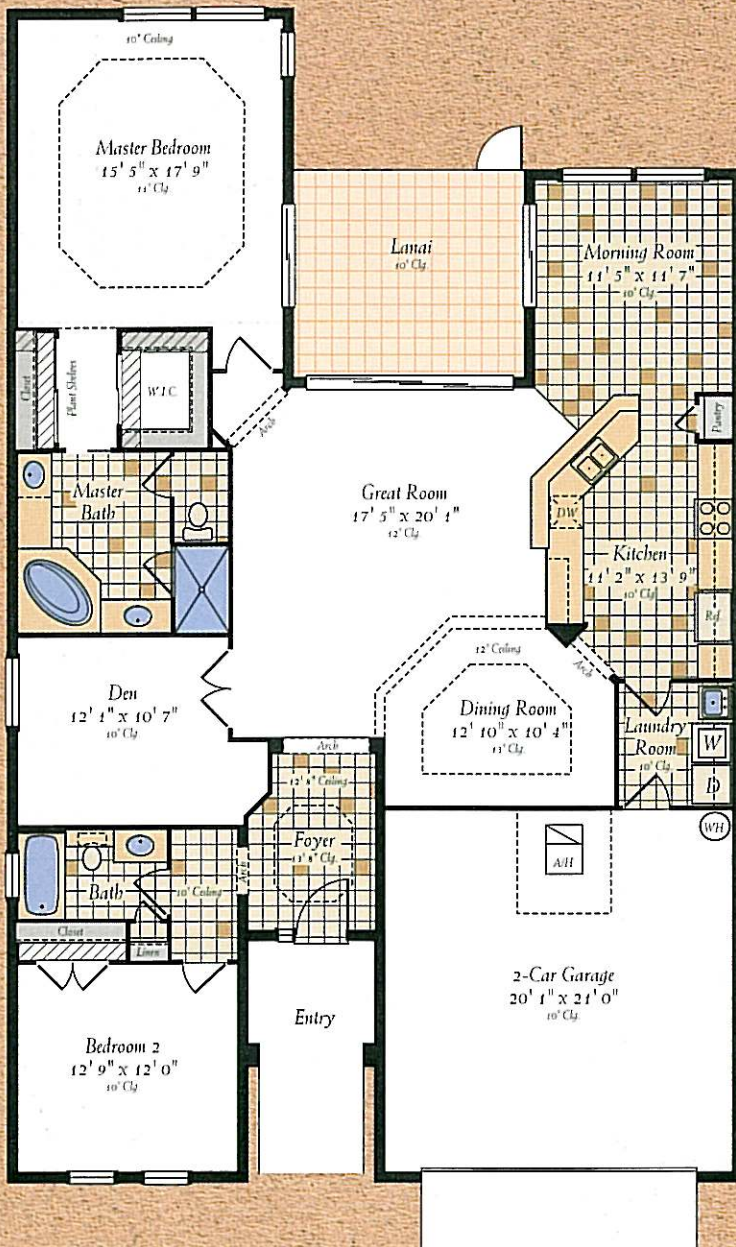 10' Ceiling
Master Bedroom
15' 5" x 17' 9"
11' Clg.
Lanai
10' Clg.
Morning Room
11' 5" x 11' 7"
10' Clg.
Closet
Plant Shelves
WIC
Arch
Pantry
Master
Bath
Great Room
17' 5" x 20' 1"
12' Clg.
DW
Kitchen
11' 2" x 13' 9"
10' Clg.
Ref.
Den
12' 1" x 10' 7"
10' Clg.
12' Ceiling
Arch
Dining Room
12' 10" x 10' 4"
13' Clg.
Laundry
Room
10' Clg.
W
D
Arch
12' 8" Ceiling
Foyer
13' 8" Clg.
Arch
Bath
10' Ceiling
Closet
Linen
WH
A/H
Entry
2-Car Garage
20' 1" x 21' 0"
10' Clg.
Bedroom 2
12' 9" x 12' 0"
10' Clg.